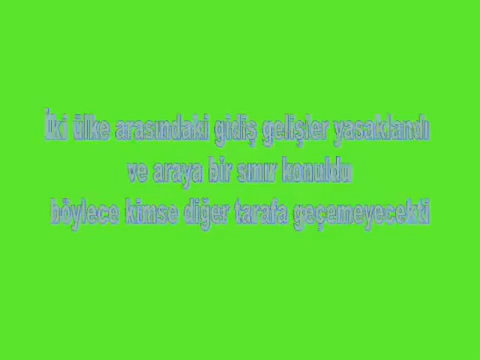 İki ülke arasındaki gidiş gelişler yasaklandı
ve araya bir sınır konuldu
böylece kimse diğer tarafa geçemeyecekti